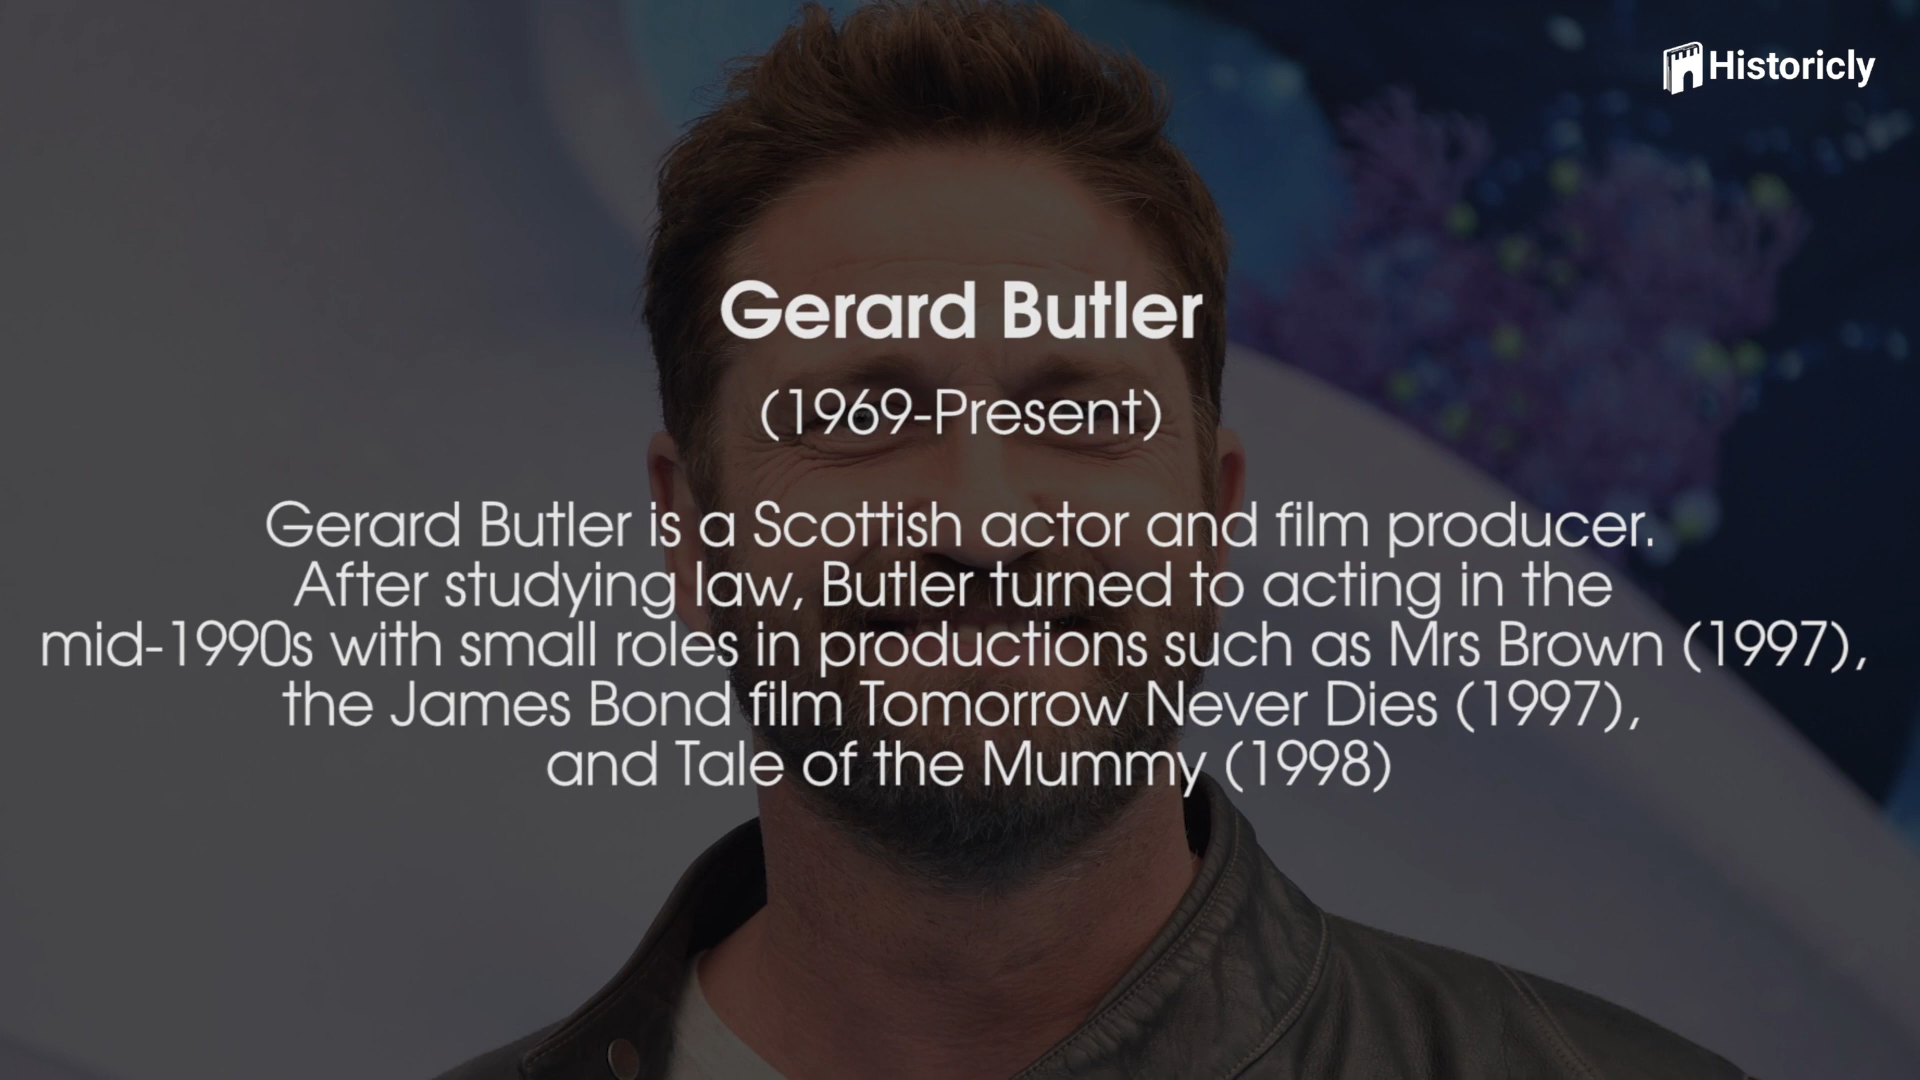 Historicly
Gerard Butler
(1969-Present)
Gerard Butler is a Scottish actor and film producer.
After studying law, Butler turned to acting in the
mid-1990s with small roles in productions such as Mrs Brown (1997),
the James Bond film Tomorrow Never Dies (1997),
and Tale of the Mummy (1998)